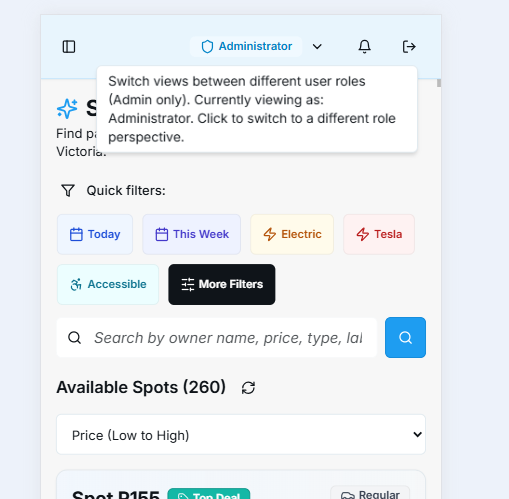 Administrator
Switch views between different user roles
(Admin only). Currently viewing as:
Administrator. Click to switch to a different role
perspective.
S
Find pa
Victoria.
Quick filters:
Today
This Week
Electric
Tesla
Accessible
More Filters
Search by owner name, price, type, lal
Available Spots (260)
Price (Low to High)
Spot P155
Top Deal
Regular